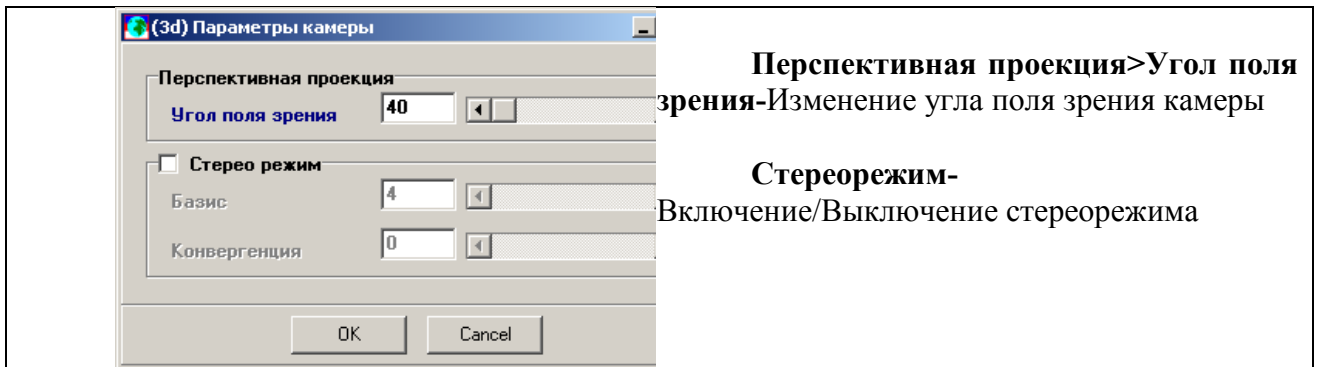 (3d) Параметры камеры
Перспективная проекция
Угол поля зрения 40
Стерео режим
Базис 4
Конвергенция 0
OK Cancel
Перспективная проекция>Угол поля
зрения-Изменение угла поля зрения камеры
Стереорежим-
Включение/Выключение стереорежима